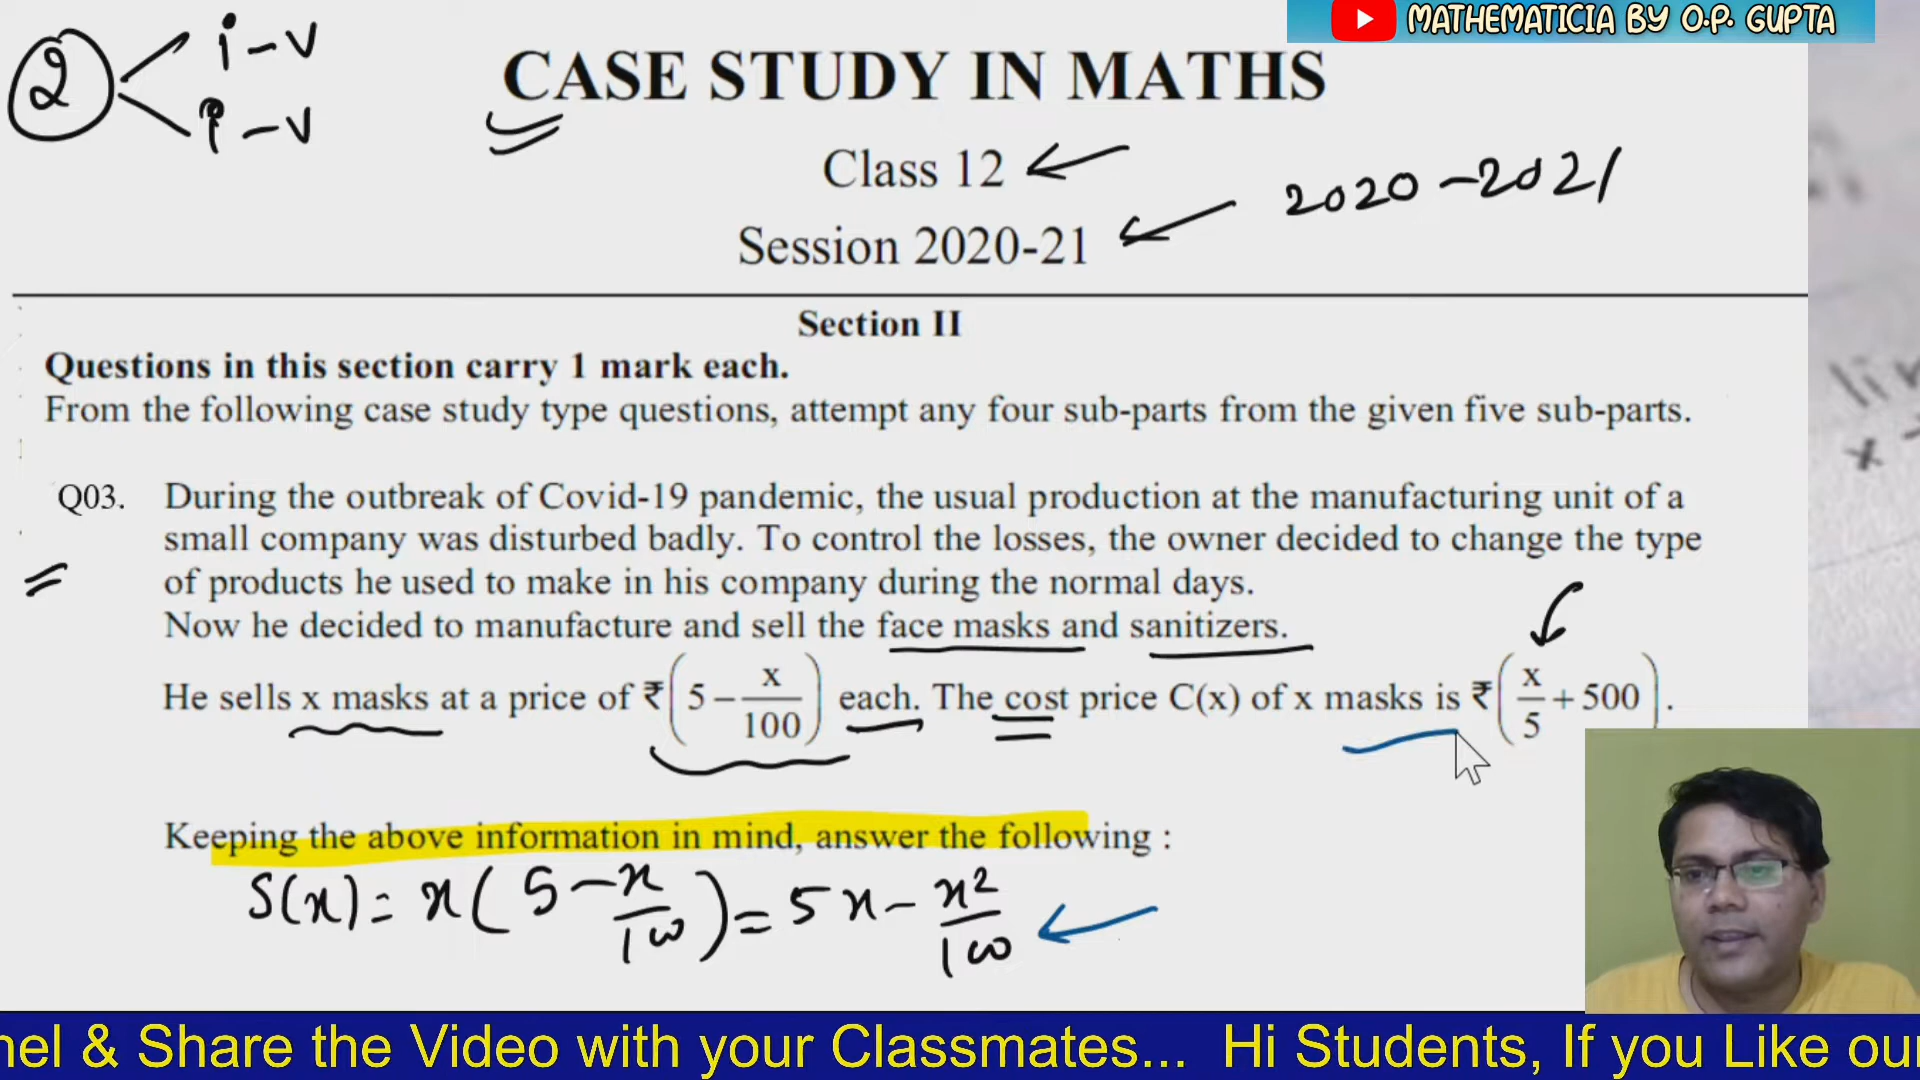 MATHEMATICIA BY O.P. GUPTA
2 i - v
i - v
CASE STUDY IN MATHS
Class 12
2020-2021
Session 2020-21
Section II
Questions in this section carry 1 mark each.
From the following case study type questions, attempt any four sub-parts from the given five sub-parts.
Q03. During the outbreak of Covid-19 pandemic, the usual production at the manufacturing unit of a
small company was disturbed badly. To control the losses, the owner decided to change the type
of products he used to make in his company during the normal days.
Now he decided to manufacture and sell the face masks and sanitizers.
He sells x masks at a price of ₹(5 − x/100) each. The cost price C(x) of x masks is ₹(x/5 + 500).
Keeping the above information in mind, answer the following :
S(x) = x(5 − x/100) = 5x − x²/100
nel & Share the Video with your Classmates... Hi Students, If you Like our